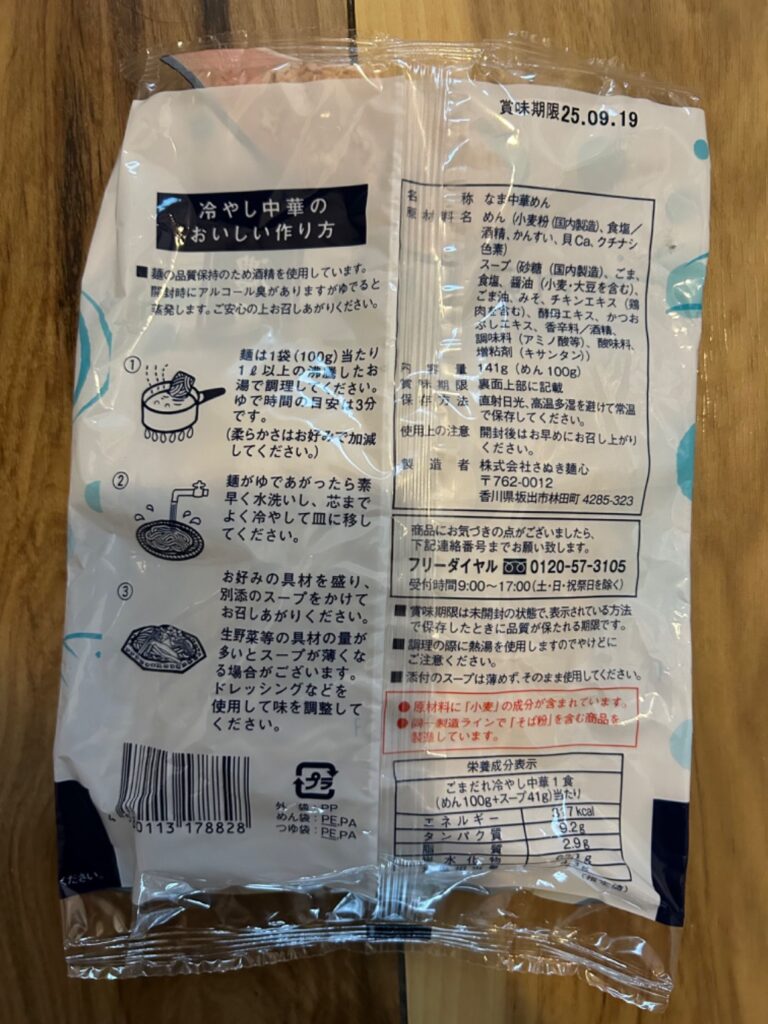 賞味期限25.09.19
冷やし中華の
おいしい作り方
■麺の品質保持のため酒精を使用しています。
開封時にアルコール臭がありますがゆでると
蒸発します。ご安心の上お召しあがりください。
①
麺は1袋(100g)当たり
1ℓ以上の沸騰したお
湯で調理してください。
ゆで時間の目安は3分
です。
(柔らかさはお好みで加減
してください。)
②
麺がゆであがったら素
早く水洗いし、芯まで
よく冷やして皿に移し
てください。
③
お好みの具材を盛り、
別添のスープをかけて
お召しあがりください。
生野菜等の具材の量が
多いとスープが薄くな
る場合がございます。
ドレッシングなどを
使用して味を調整して
ください。
プラ
外袋:PP
めん袋:PE,PA
つゆ袋:PE,PA
0113 178828
ください。
名称 なま中華めん
原材料名 めん(小麦粉(国内製造)、食塩/
酒精、かんすい、貝Ca、クチナシ
色素)
スープ(砂糖(国内製造)、ごま、
食塩、醤油(小麦・大豆を含む)、
ごま油、みそ、チキンエキス(鶏
肉を含む)、酵母エキス、かつお
ぶしエキス、香辛料/酒精、
調味料(アミノ酸等)、酸味料、
増粘剤(キサンタン))
内容量 141g(めん100g)
賞味期限 裏面上部に記載
保存方法 直射日光、高温多湿を避けて常温
で保存してください。
使用上の注意 開封後はお早めにお召し上がり
ください。
製造者 株式会社さぬき麺心
〒762-0012
香川県坂出市林田町4285-323
商品にお気づきの点がございましたら、
下記連絡番号までお願い致します。
フリーダイヤル 0120-57-3105
受付時間9:00〜17:00(土・日・祝祭日を除く)
■賞味期限は未開封の状態で、表示されている方法
で保存したときに品質が保たれる期限です。
■調理の際に熱湯を使用しますのでやけどに
ご注意ください。
■添付のスープは薄めず、そのまま使用してください。
●原材料に「小麦」の成分が含まれています。
●同一製造ラインで「そば粉」を含む商品を
製造しています。
栄養成分表示
ごまだれ冷やし中華1食
(めん100g+スープ41g)当たり
エネルギー 7kcal
タンパク質 9.2g
脂質 2.9g
炭水化物